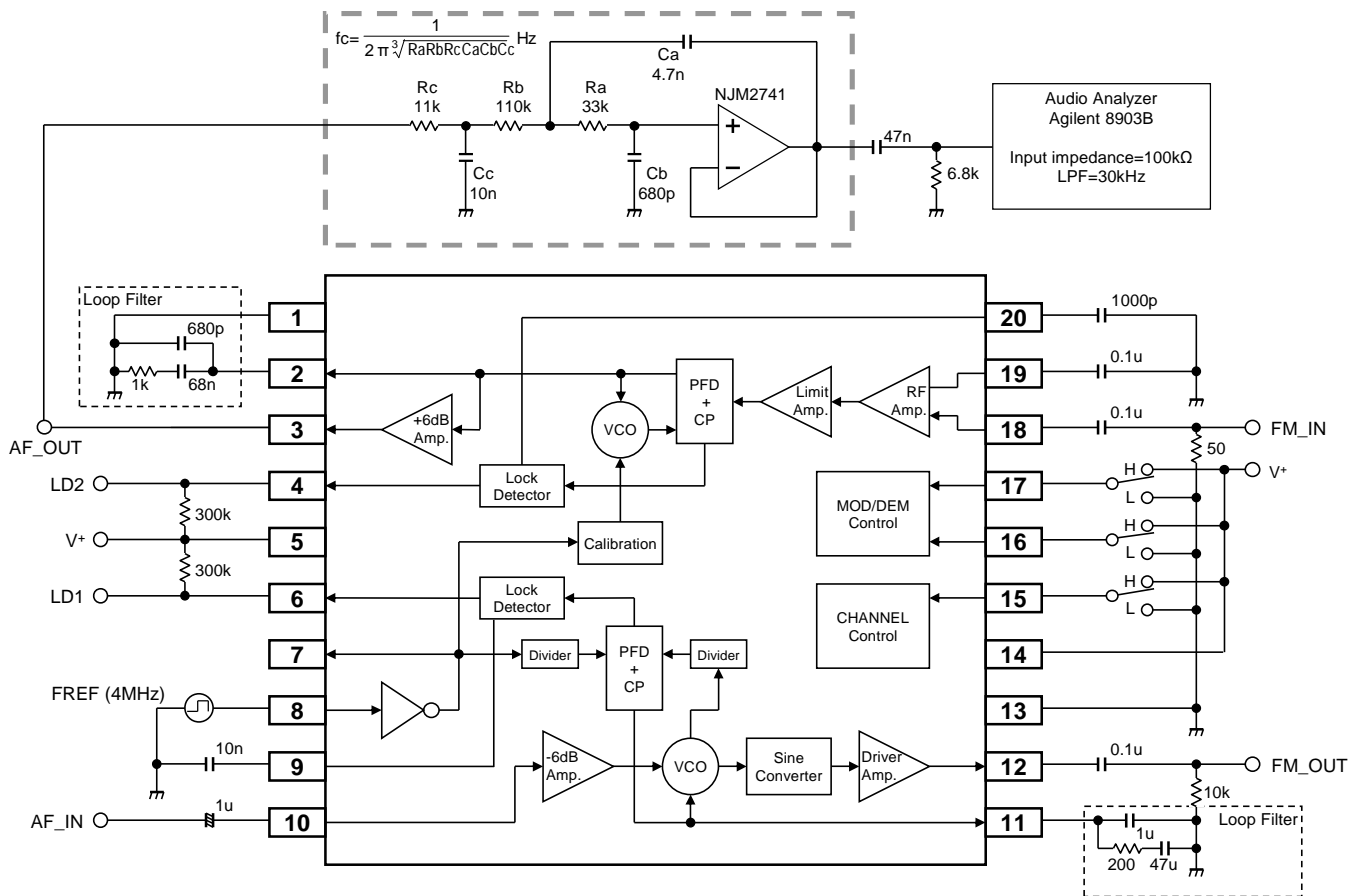 fc= 1 / 2 π ∛RaRbRcCaCbCc Hz
Ca
4.7n
Rc
11k
Rb
110k
Ra
33k
NJM2741
+
−
Cc
10n
Cb
680p
47n
6.8k
Audio Analyzer
Agilent 8903B
Input impedance=100kΩ
LPF=30kHz
Loop Filter
680p
1k
68n
AF_OUT
LD2
300k
V+
300k
LD1
FREF (4MHz)
10n
1u
AF_IN
1
2
3
4
5
6
7
8
9
10
+6dB
Amp.
VCO
PFD
+
CP
Limit
Amp.
RF
Amp.
Lock
Detector
Calibration
MOD/DEM
Control
Lock
Detector
CHANNEL
Control
Divider
PFD
+
CP
Divider
-6dB
Amp.
VCO
Sine
Converter
Driver
Amp.
20
19
18
17
16
15
14
13
12
11
1000p
0.1u
0.1u
FM_IN
50
H
L
V+
H
L
H
L
0.1u
FM_OUT
10k
Loop Filter
1u
200
47u